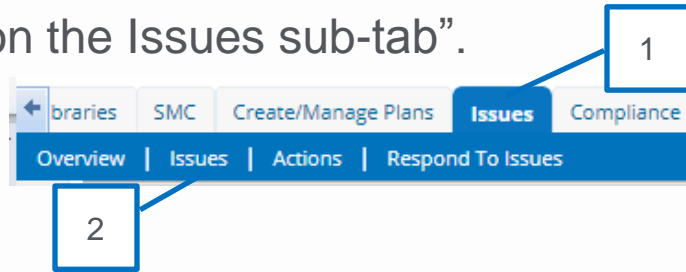 on the Issues sub-tab”.
1
braries SMC Create/Manage Plans Issues Compliance
Overview | Issues | Actions | Respond To Issues
2